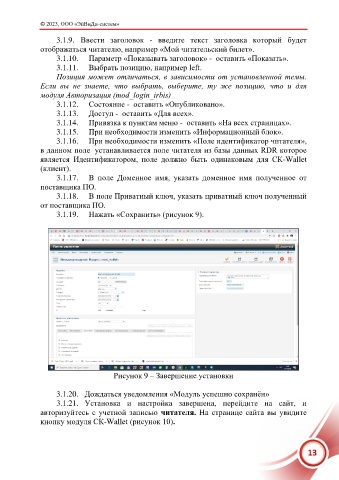 © 2023, ООО «ЭйВиДи-систем»
3.1.9. Ввести заголовок - введите текст заголовка который будет
отображаться читателю, например «Мой читательский билет».
3.1.10. Параметр «Показывать заголовок» - оставить «Показать».
3.1.11. Выбрать позицию, например left.
Позиция может отличаться, в зависимости от установленной темы.
Если вы не знаете, что выбрать, выберите, ту же позицию, что и для
модуля Авторизация (mod_login_irbis)
3.1.12. Состояние - оставить «Опубликовано».
3.1.13. Доступ - оставить «Для всех».
3.1.14. Привязка к пунктам меню - оставить «На всех страницах».
3.1.15. При необходимости изменить «Информационный блок».
3.1.16. При необходимости изменить «Поле идентификатор читателя»,
в данном поле устанавливается поле читателя из базы данных RDR которое
является Идентификатором, поле должно быть одинаковым для CK-Wallet
(клиент).
3.1.17. В поле Доменное имя, указать доменное имя полученное от
поставщика ПО.
3.1.18. В поле Приватный ключ, указать приватный ключ полученный
от поставщика ПО.
3.1.19. Нажать «Сохранить» (рисунок 9).
Рисунок 9 – Завершение установки
3.1.20. Дождаться уведомления «Модуль успешно сохранён»
3.1.21. Установка и настройка завершена, перейдите на сайт, и
авторизуйтесь с учетной записью читателя. На странице сайта вы увидите
кнопку модуля CK-Wallet (рисунок 10).
13